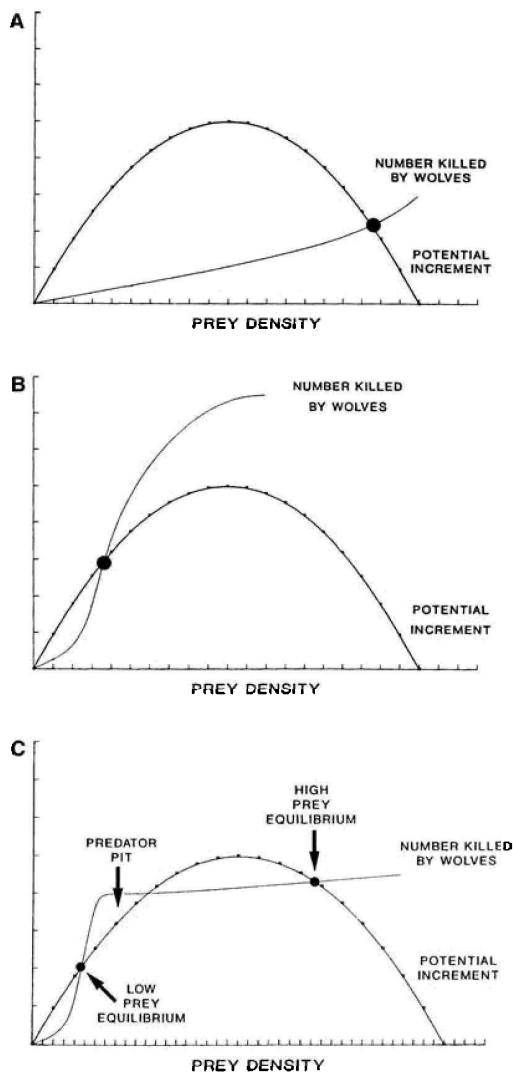 A
NUMBER KILLED
BY WOLVES
POTENTIAL
INCREMENT
PREY DENSITY
B
NUMBER KILLED
BY WOLVES
POTENTIAL
INCREMENT
PREY DENSITY
C
HIGH
PREY
EQUILIBRIUM
PREDATOR
PIT
NUMBER KILLED
BY WOLVES
LOW
PREY
EQUILIBRIUM
POTENTIAL
INCREMENT
PREY DENSITY